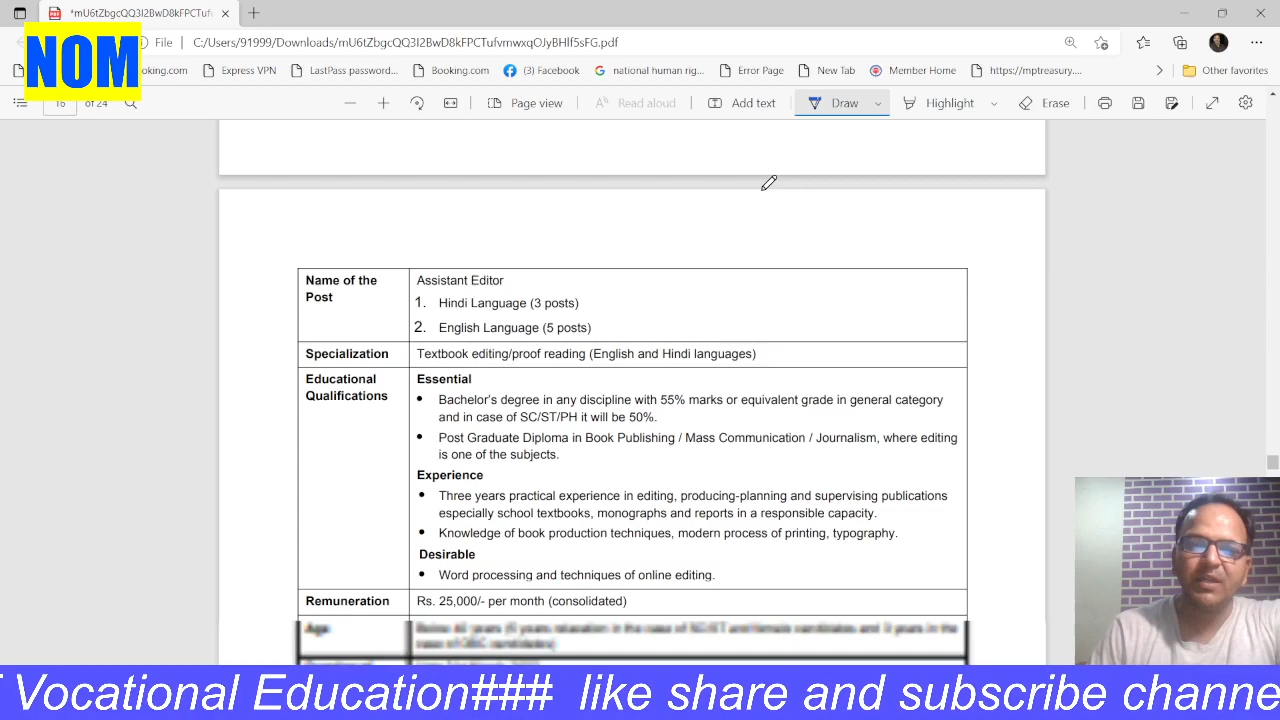 *mU6tZbgcQQ3I2BwD8kFPCTufvm
NOM
File
C:/Users/91999/Downloads/mU6tZbgcQQ3I2BwD8kFPCTufvmwxqOJyBHlf5sFG.pdf
oking.com
Express VPN
LastPass password...
Booking.com
(3) Facebook
national human rig...
Error Page
New Tab
Member Home
https://mptreasury....
Other favorites
16 of 24
Page view
Read aloud
Add text
Draw
Highlight
Erase
Name of the
Post
Assistant Editor
1. Hindi Language (3 posts)
2. English Language (5 posts)
Specialization
Textbook editing/proof reading (English and Hindi languages)
Educational
Qualifications
Essential
• Bachelor's degree in any discipline with 55% marks or equivalent grade in general category
and in case of SC/ST/PH it will be 50%.
• Post Graduate Diploma in Book Publishing / Mass Communication / Journalism, where editing
is one of the subjects.
Experience
• Three years practical experience in editing, producing-planning and supervising publications
especially school textbooks, monographs and reports in a responsible capacity.
• Knowledge of book production techniques, modern process of printing, typography.
Desirable
• Word processing and techniques of online editing.
Remuneration
Rs. 25,000/- per month (consolidated)
Age
Vocational Education### like share and subscribe channe